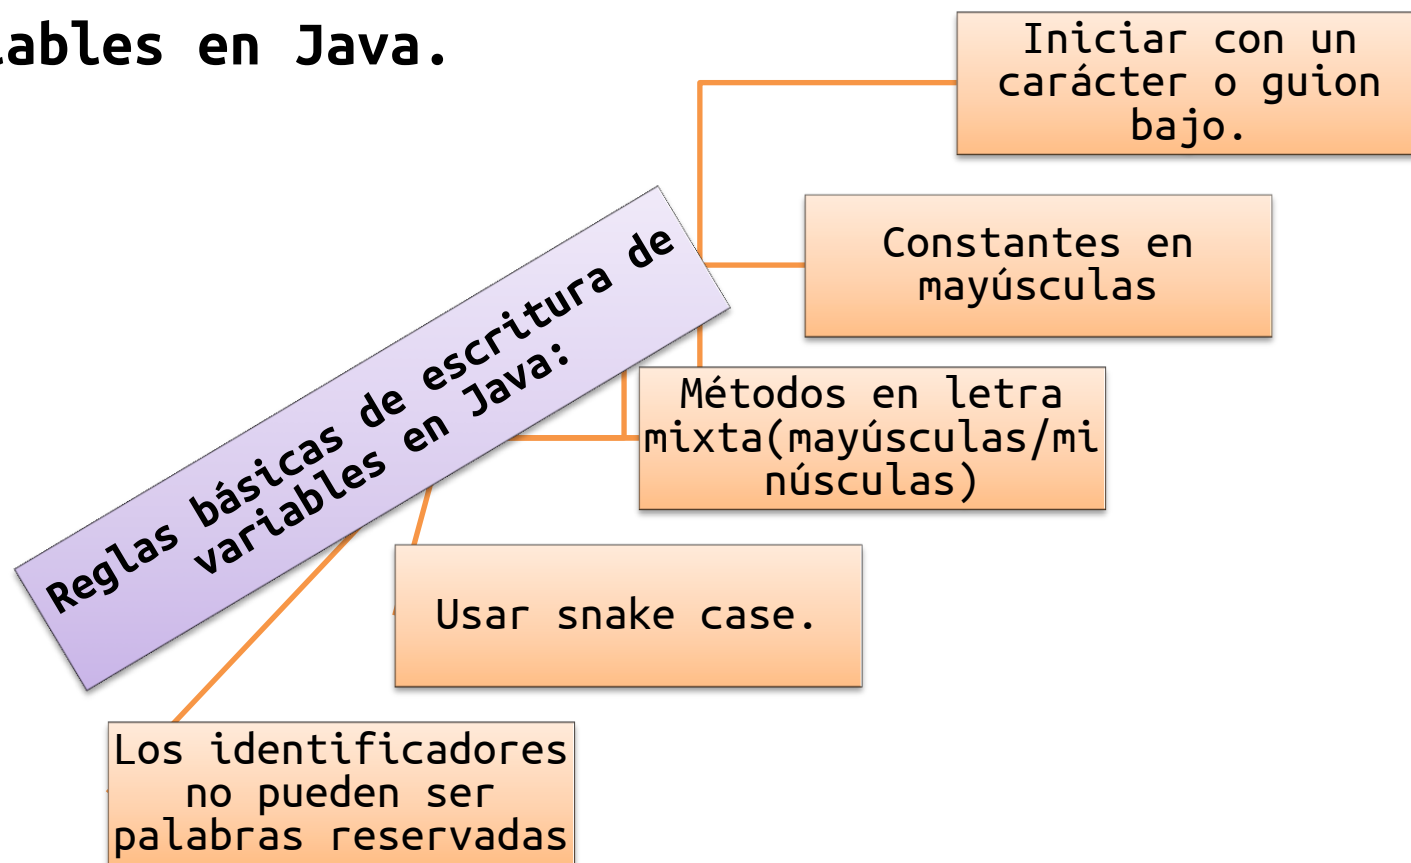 ables en Java.
Iniciar con un
carácter o guion
bajo.
Constantes en
mayúsculas
Reglas básicas de escritura de
variables en Java:
Métodos en letra
mixta(mayúsculas/mi
núsculas)
Usar snake case.
Los identificadores
no pueden ser
palabras reservadas